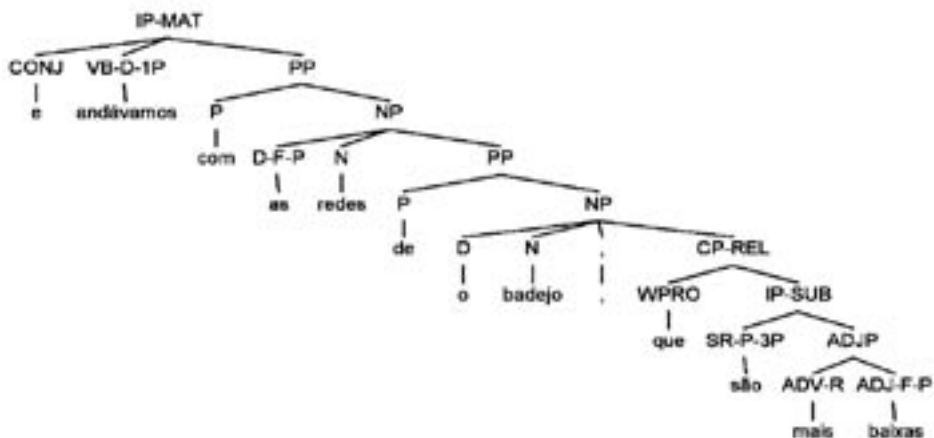 IP-MAT
CONJ VB-D-1P PP
e andávamos P NP
com D-F-P N PP
as redes P NP
de D N , CP-REL
o badejo , WPRO IP-SUB
que SR-P-3P ADJP
são ADV-R ADJ-F-P
mais baixas